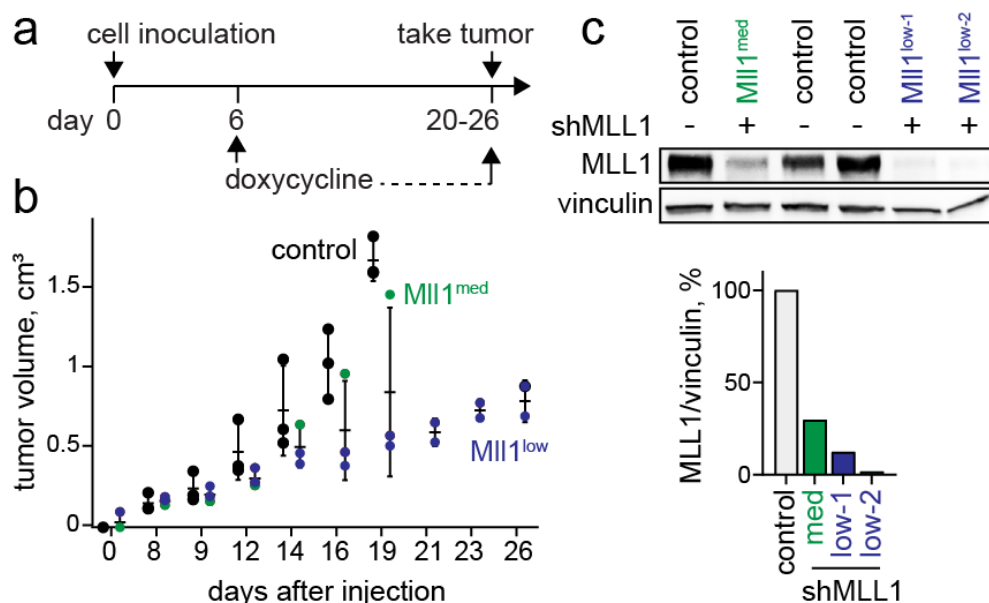 a
cell inoculation take tumor
day 0 6 20-26
doxycycline
b
tumor volume, cm³
1.5
1
0.5
0
control
Mll1med
Mll1low
0 8 9 12 14 16 19 21 23 26
days after injection
c
control Mll1med control control Mll1low-1 Mll1low-2
shMLL1 - + - - + +
MLL1
vinculin
MLL1/vinculin, %
100
50
0
control med low-1 low-2
shMLL1